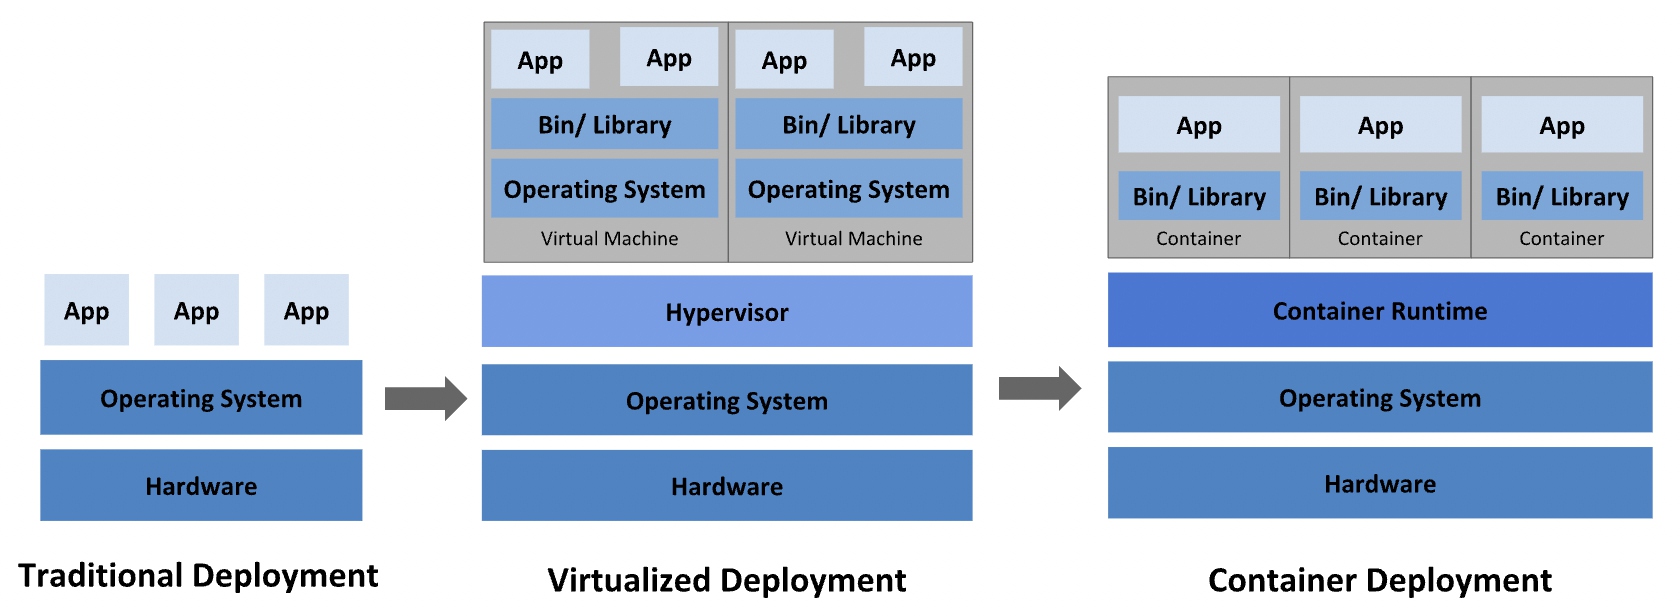 App
App
App
Operating System
Hardware
Traditional Deployment
App
App
App
App
Bin/ Library
Bin/ Library
Operating System
Operating System
Virtual Machine
Virtual Machine
Hypervisor
Operating System
Hardware
Virtualized Deployment
App
App
App
Bin/ Library
Bin/ Library
Bin/ Library
Container
Container
Container
Container Runtime
Operating System
Hardware
Container Deployment